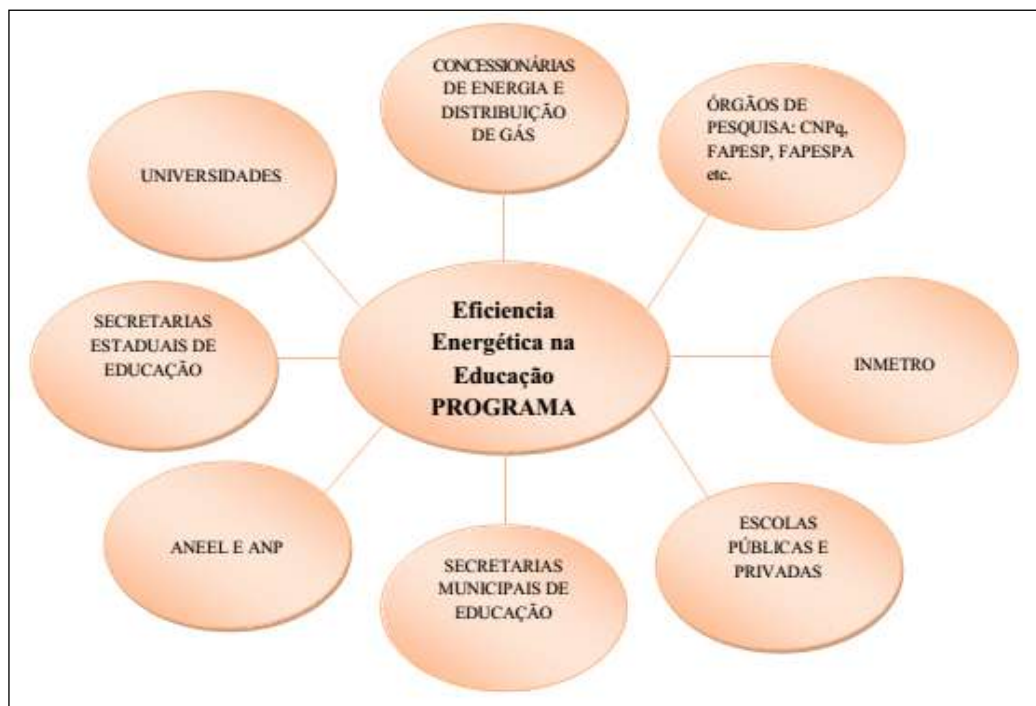 CONCESSIONÁRIAS
DE ENERGIA E
DISTRIBUIÇÃO
DE GÁS
ÓRGÃOS DE
PESQUISA: CNPq,
FAPESP, FAPESPA
etc.
UNIVERSIDADES
Eficiencia
Energética na
Educação
PROGRAMA
SECRETARIAS
ESTADUAIS DE
EDUCAÇÃO
INMETRO
ANEEL E ANP
SECRETARIAS
MUNICIPAIS DE
EDUCAÇÃO
ESCOLAS
PÚBLICAS E
PRIVADAS